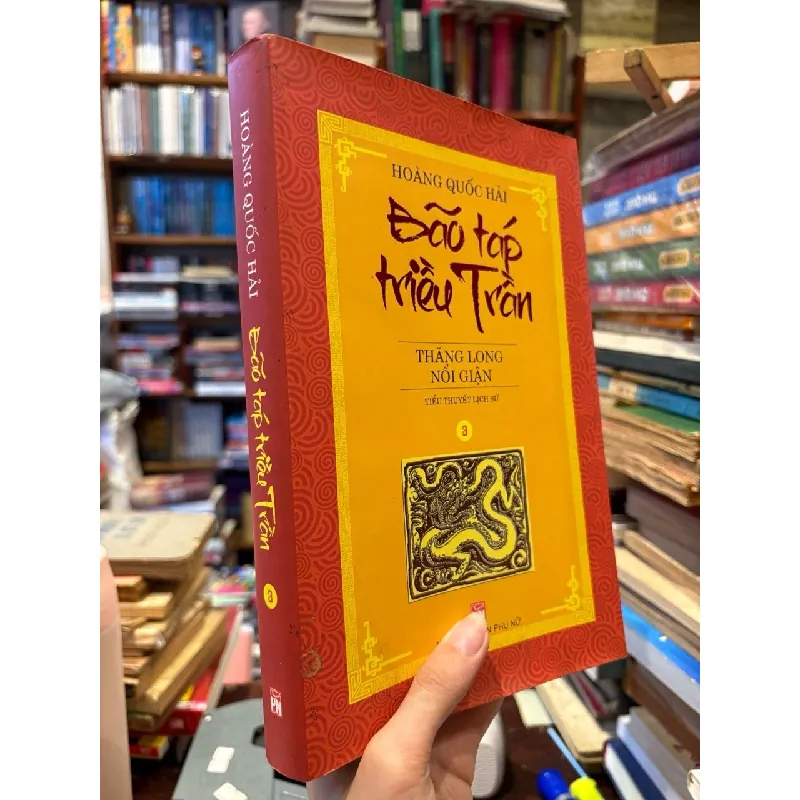 HOÀNG QUỐC HẢI
Bão táp
triều Trần
THĂNG LONG
NỔI GIẬN
TIỂU THUYẾT LỊCH SỬ
3
PHỤ NỮ
HOÀNG QUỐC HẢI Bão táp triều Trần 3
PN